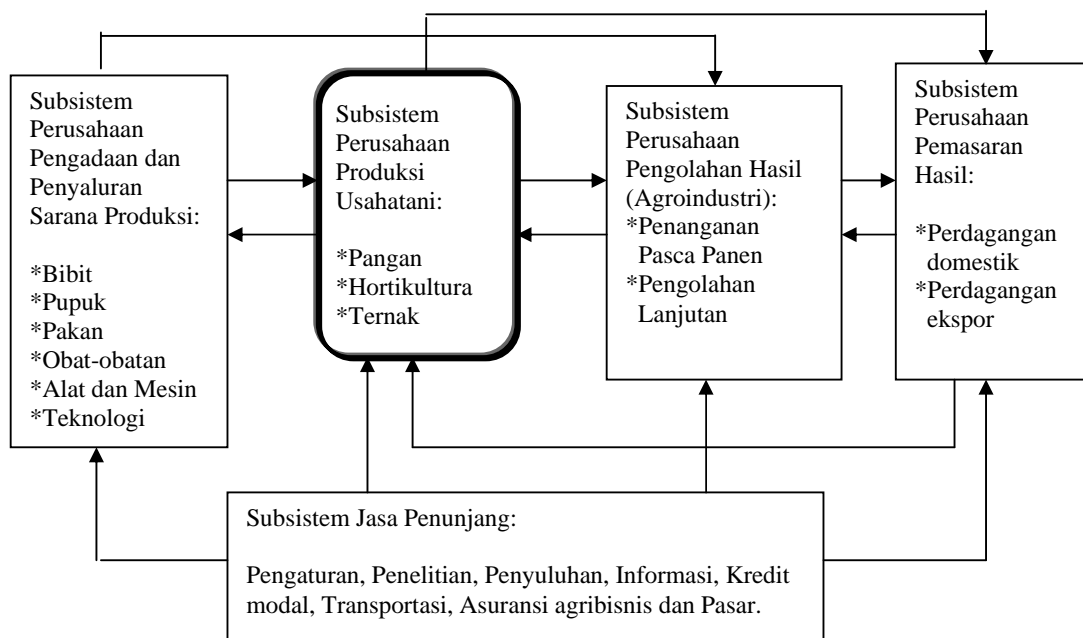 Subsistem
Perusahaan
Pengadaan dan
Penyaluran
Sarana Produksi:
*Bibit
*Pupuk
*Pakan
*Obat-obatan
*Alat dan Mesin
*Teknologi
Subsistem
Perusahaan
Produksi
Usahatani:
*Pangan
*Hortikultura
*Ternak
Subsistem
Perusahaan
Pengolahan Hasil
(Agroindustri):
*Penanganan
Pasca Panen
*Pengolahan
Lanjutan
Subsistem
Perusahaan
Pemasaran
Hasil:
*Perdagangan
domestik
*Perdagangan
ekspor
Subsistem Jasa Penunjang:
Pengaturan, Penelitian, Penyuluhan, Informasi, Kredit
modal, Transportasi, Asuransi agribisnis dan Pasar.